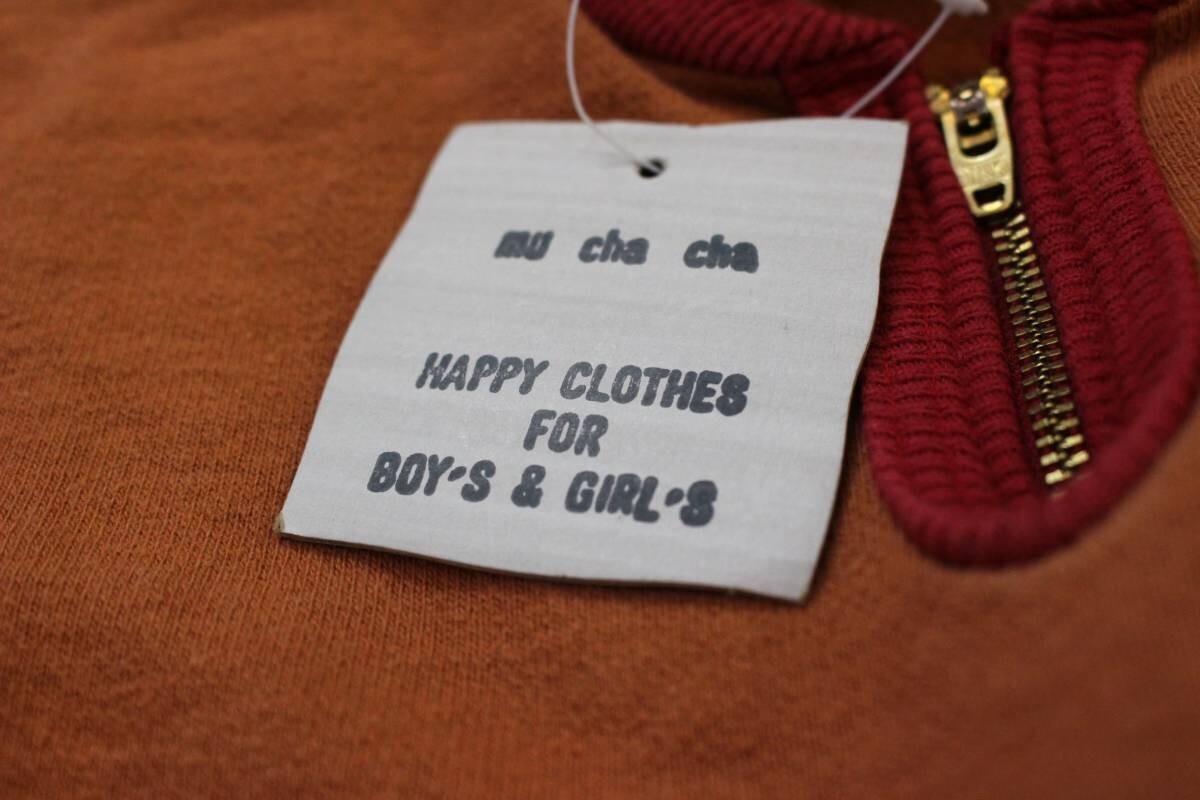 mu cha cha
HAPPY CLOTHES
FOR
BOY'S & GIRL'S